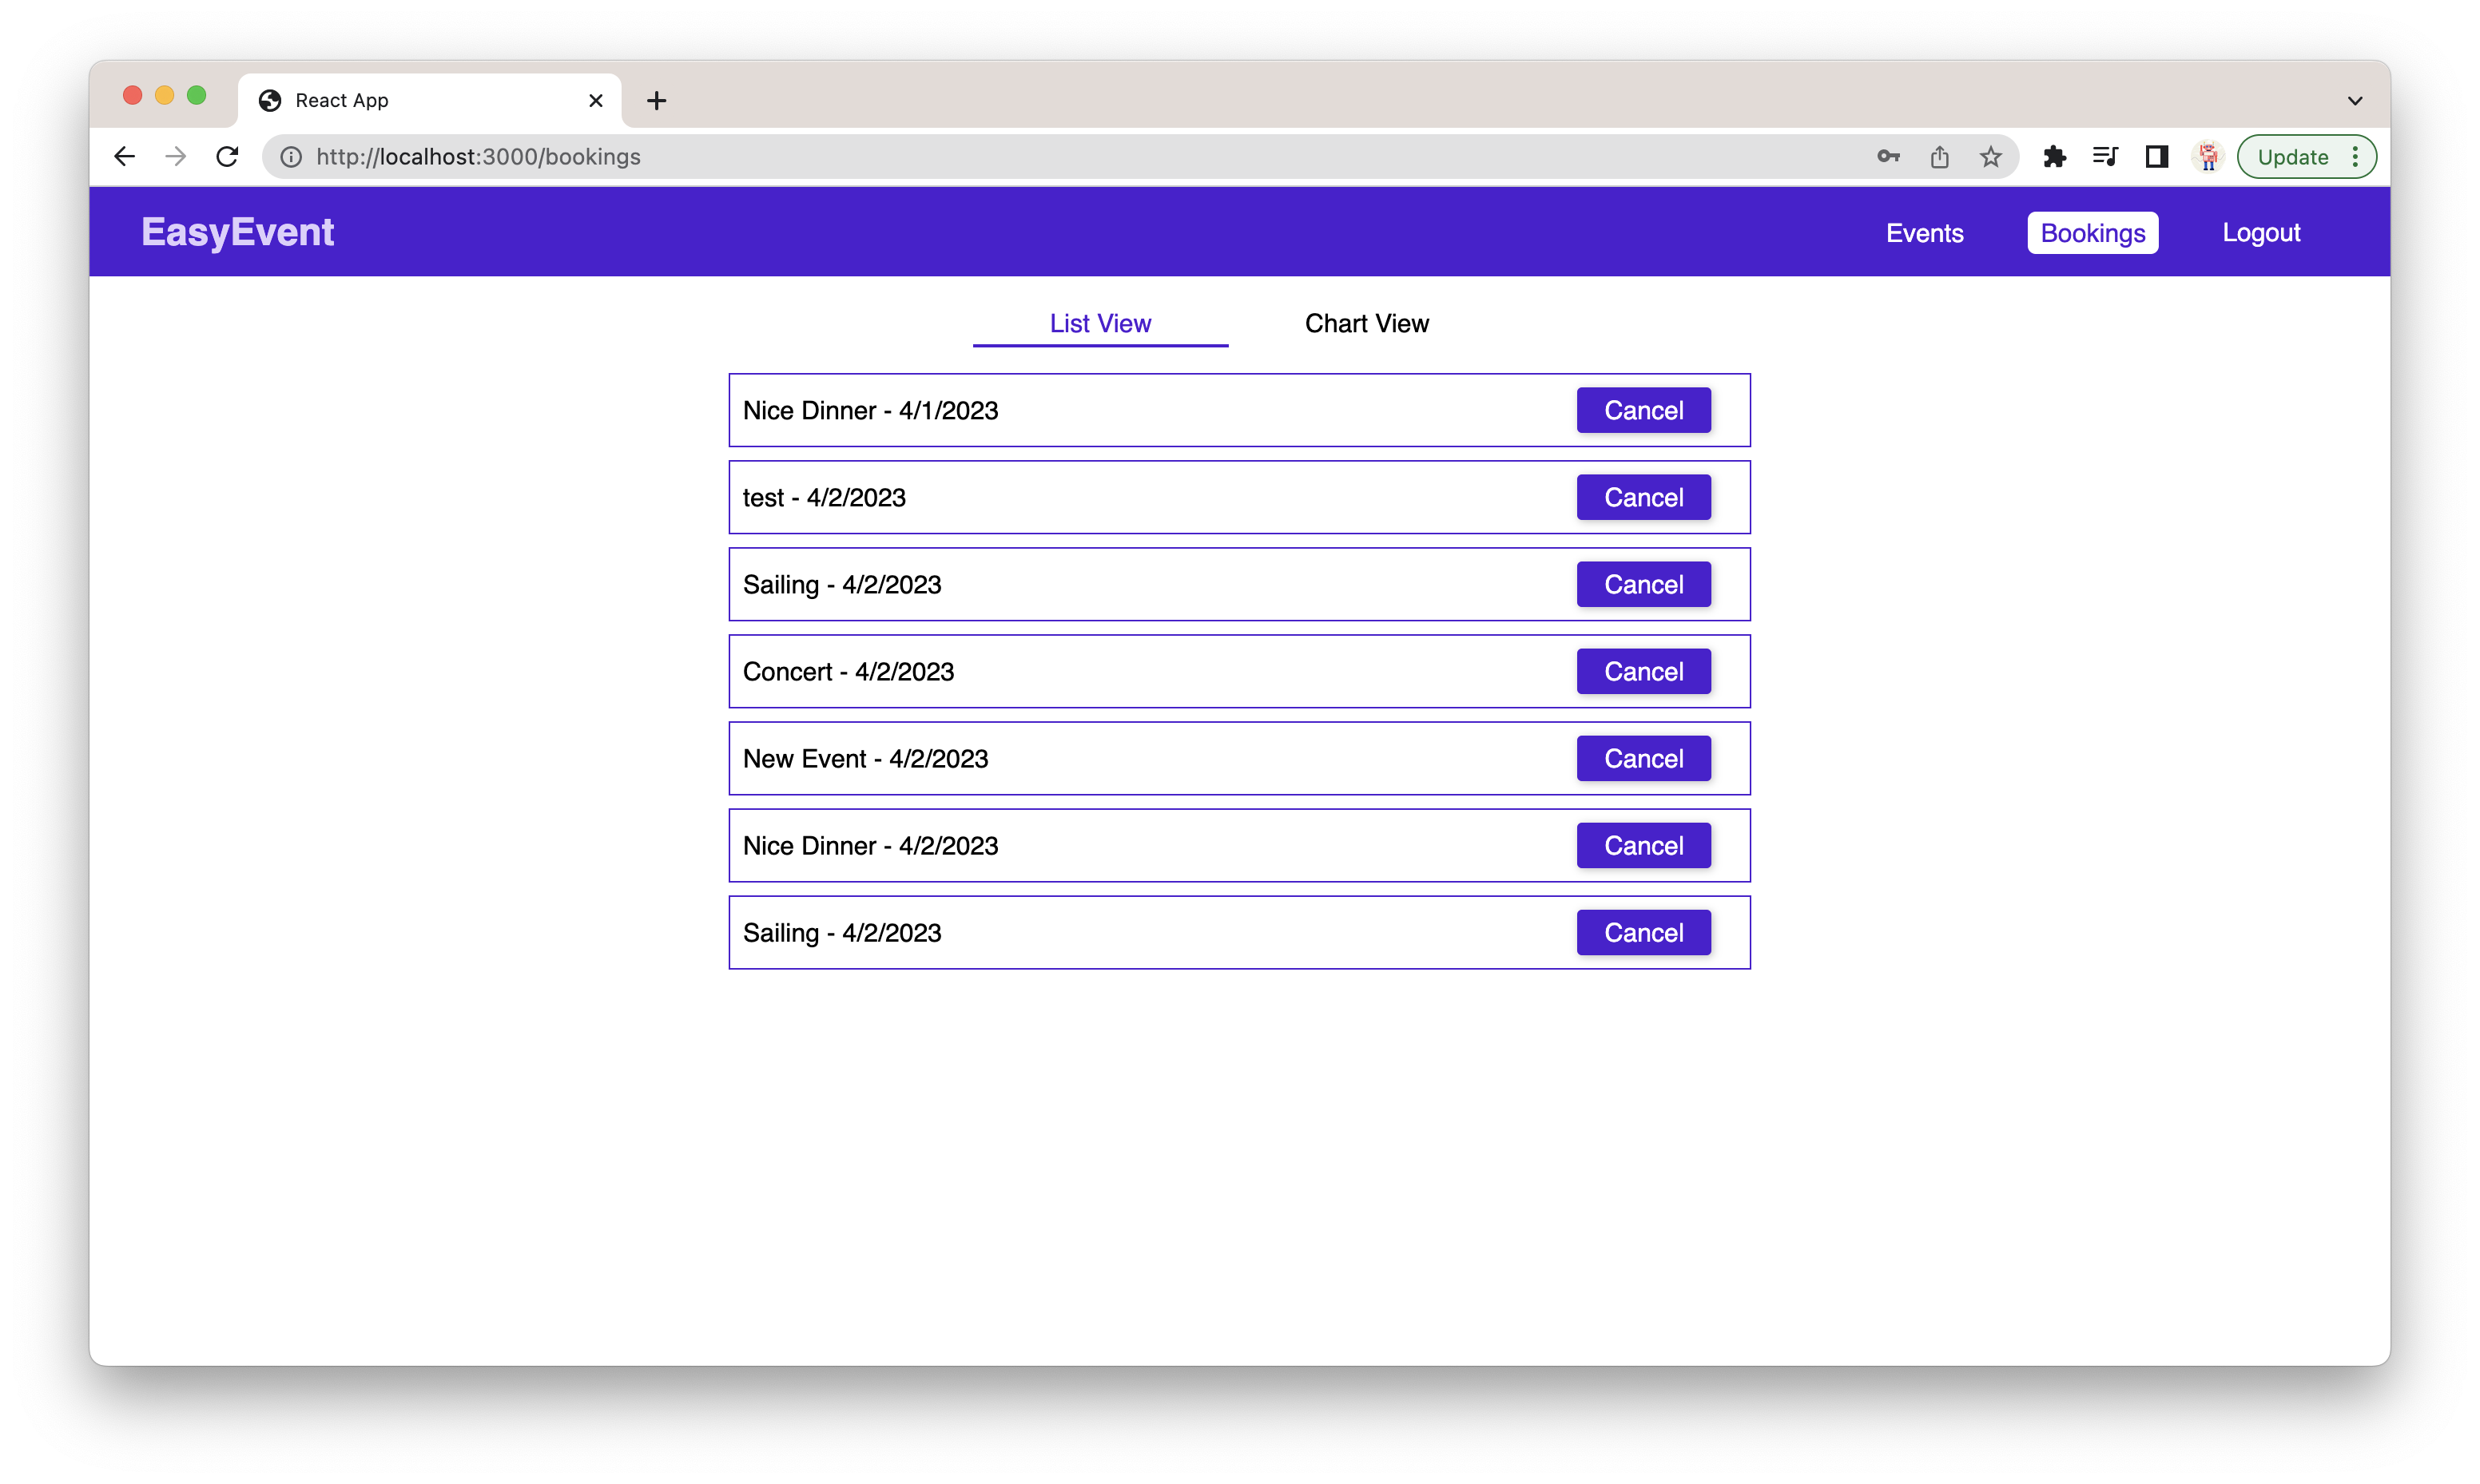 React App
http://localhost:3000/bookings
Update
EasyEvent
Events
Bookings
Logout
List View
Chart View
Nice Dinner - 4/1/2023
Cancel
test - 4/2/2023
Cancel
Sailing - 4/2/2023
Cancel
Concert - 4/2/2023
Cancel
New Event - 4/2/2023
Cancel
Nice Dinner - 4/2/2023
Cancel
Sailing - 4/2/2023
Cancel